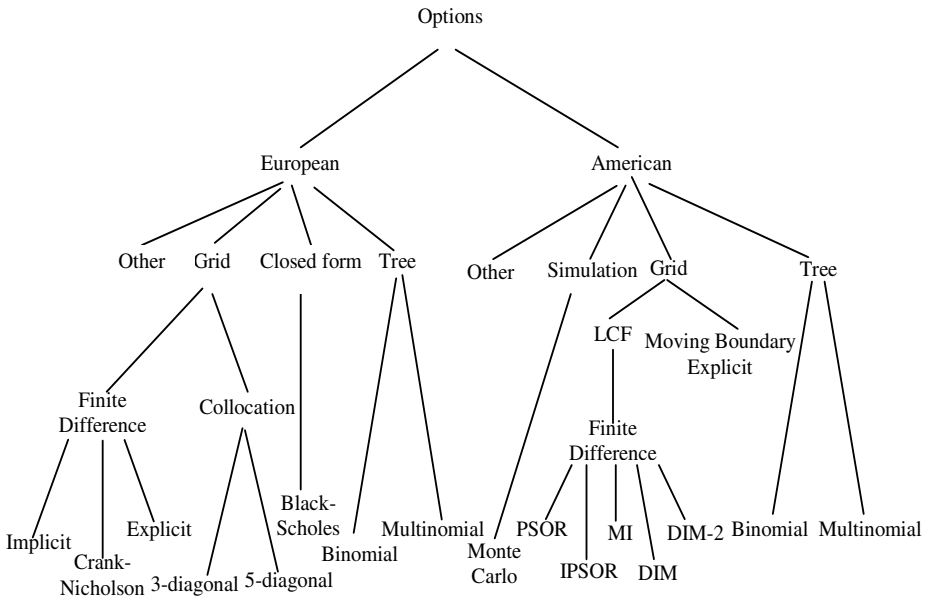 Options
European
American
Other
Grid
Closed form
Tree
Other
Simulation
Grid
Tree
LCF
Moving Boundary
Explicit
Finite
Difference
Collocation
Finite
Difference
Implicit
Crank-
Nicholson
Explicit
3-diagonal
5-diagonal
Black-
Scholes
Binomial
Multinomial
Monte
Carlo
PSOR
IPSOR
MI
DIM
DIM-2
Binomial
Multinomial